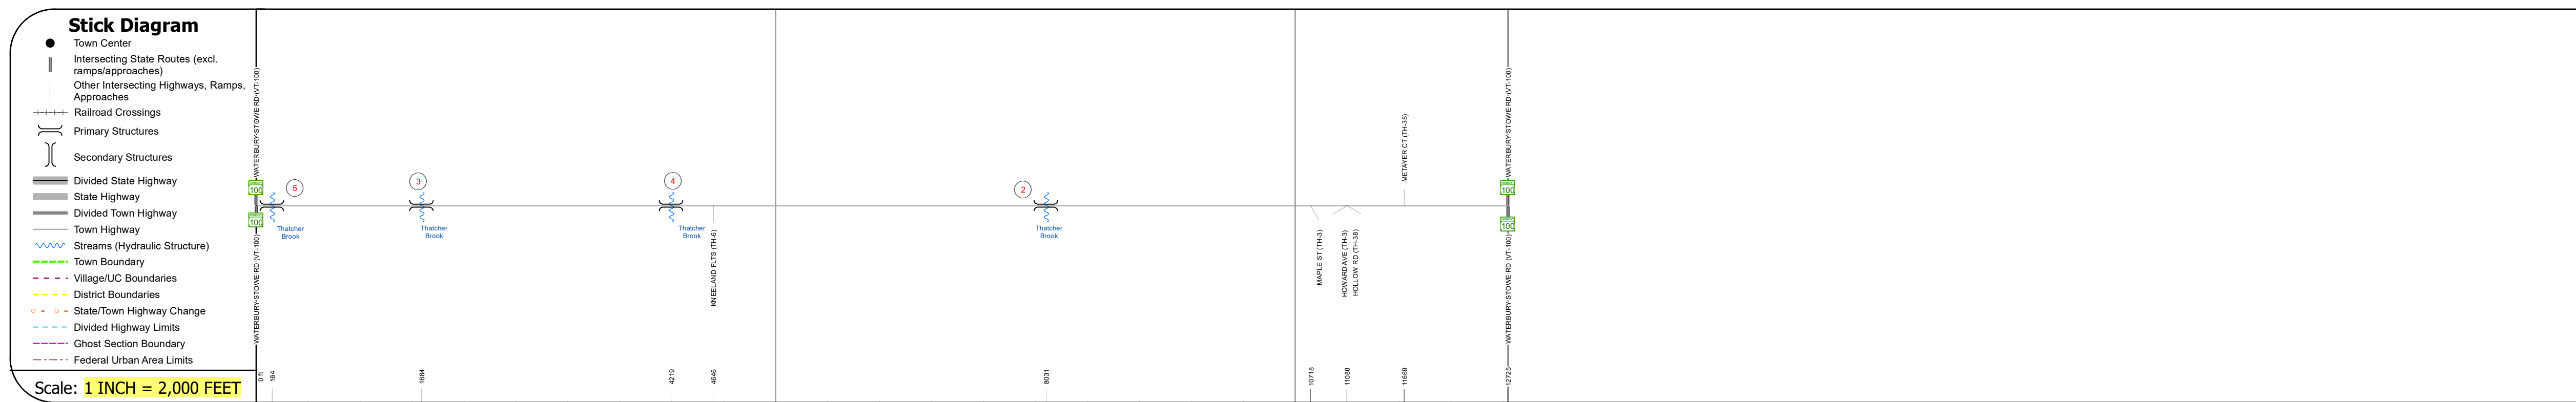 Stick Diagram
Town Center
Intersecting State Routes (excl.
ramps/approaches)
Other Intersecting Highways, Ramps,
Approaches
Railroad Crossings
Primary Structures
Secondary Structures
Divided State Highway
State Highway
Divided Town Highway
Town Highway
Streams (Hydraulic Structure)
Town Boundary
Village/UC Boundaries
District Boundaries
State/Town Highway Change
Divided Highway Limits
Ghost Section Boundary
Federal Urban Area Limits
Scale: 1 INCH = 2,000 FEET
WATERBURY-STOWE RD (VT-100)
100
100
WATERBURY-STOWE RD (VT-100)
5
Thatcher
Brook
3
Thatcher
Brook
4
Thatcher
Brook
KNEELAND FLTS (TH-6)
2
Thatcher
Brook
MAPLE ST (TH-3)
HOWARD AVE (TH-3)
HOLLOW RD (TH-38)
METAYER CT (TH-35)
WATERBURY-STOWE RD (VT-100)
100
100
WATERBURY-STOWE RD (VT-100)
0 ft
164
1684
4219
4646
8031
10718
11088
11669
12725